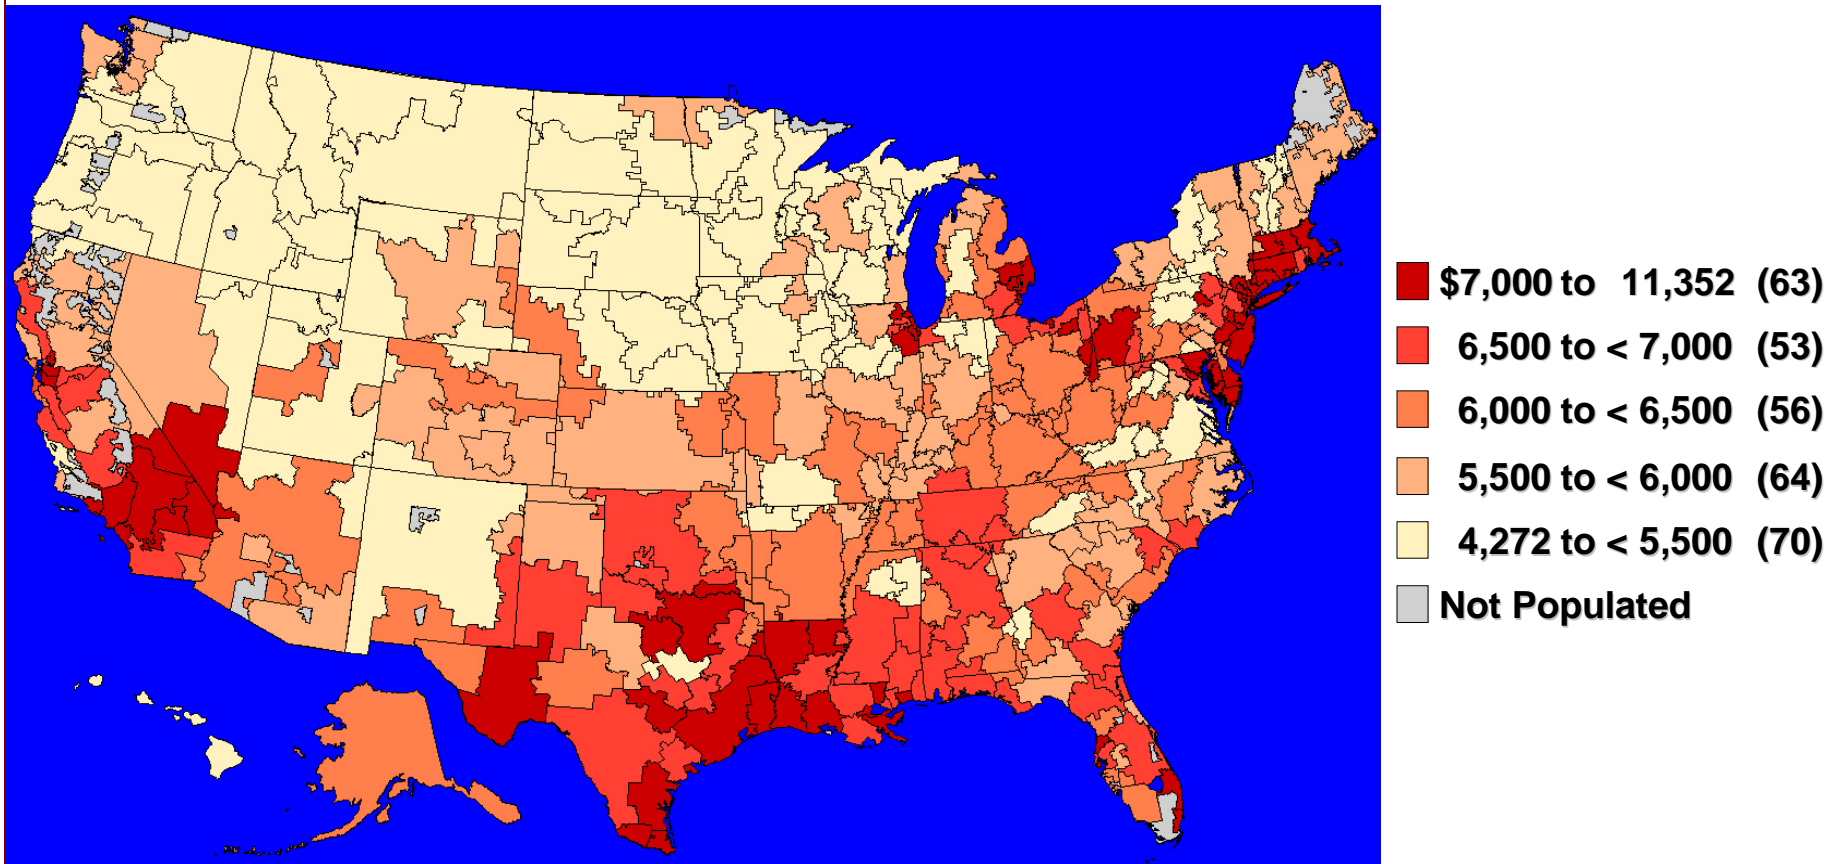 $7,000 to 11,352 (63)
6,500 to < 7,000 (53)
6,000 to < 6,500 (56)
5,500 to < 6,000 (64)
4,272 to < 5,500 (70)
Not Populated